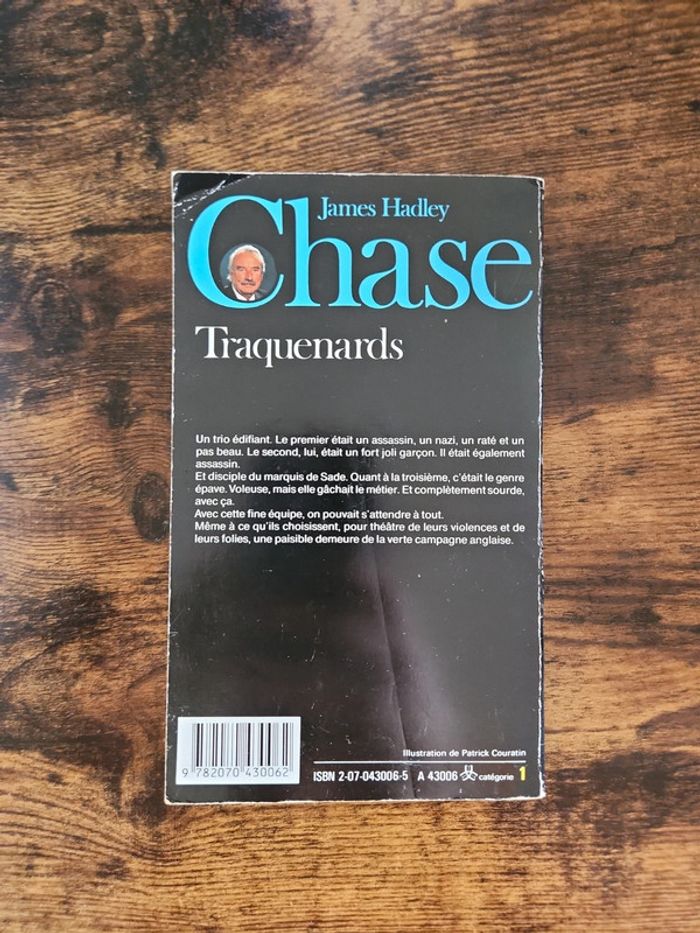 James Hadley
Chase
Traquenards
Un trio édifiant. Le premier était un assassin, un nazi, un raté et un
pas beau. Le second, lui, était un fort joli garçon. Il était également
assassin.
Et disciple du marquis de Sade. Quant à la troisième, c'était le genre
épave. Voleuse, mais elle gâchait le métier. Et complètement sourde,
avec ça.
Avec cette fine équipe, on pouvait s'attendre à tout.
Même à ce qu'ils choisissent, pour théâtre de leurs violences et de
leurs folies, une paisible demeure de la verte campagne anglaise.
Illustration de Patrick Couratin
9 782070 430062
ISBN 2-07-043006-5 A 43006 catégorie 1